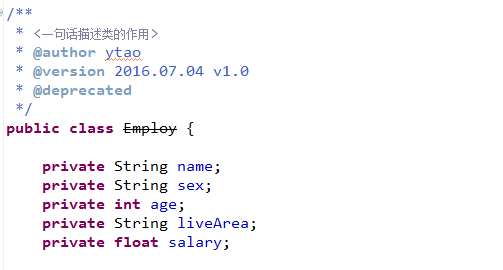 /**
 * <一句话描述类的作用>
 * @author ytao
 * @version 2016.07.04 v1.0
 * @deprecated
 */
public class Employ {
    private String name;
    private String sex;
    private int age;
    private String liveArea;
    private float salary;